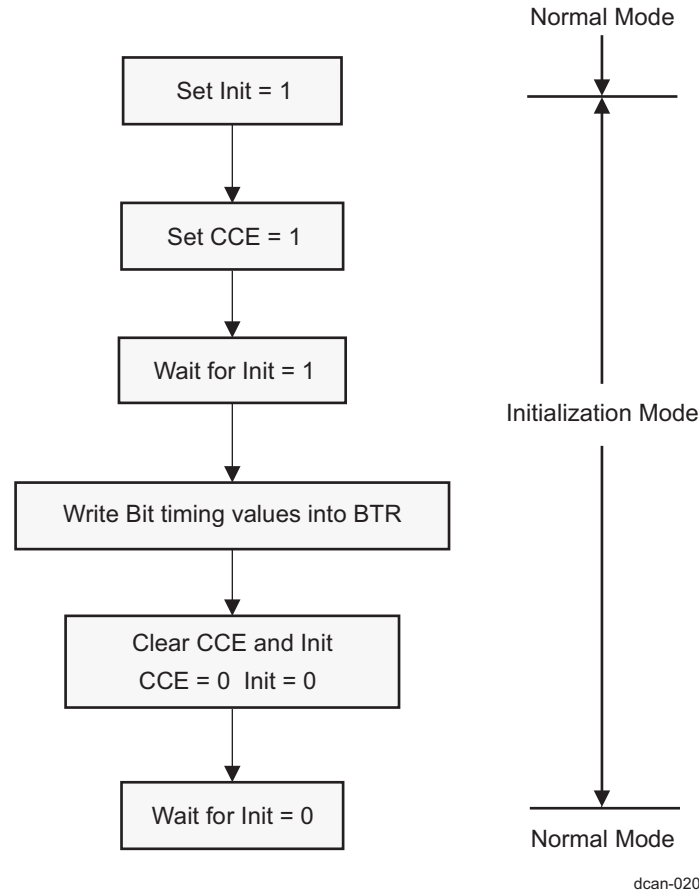 Normal Mode
Set Init = 1
Set CCE = 1
Wait for Init = 1
Initialization Mode
Write Bit timing values into BTR
Clear CCE and Init
CCE = 0 Init = 0
Wait for Init = 0
Normal Mode
dcan-020